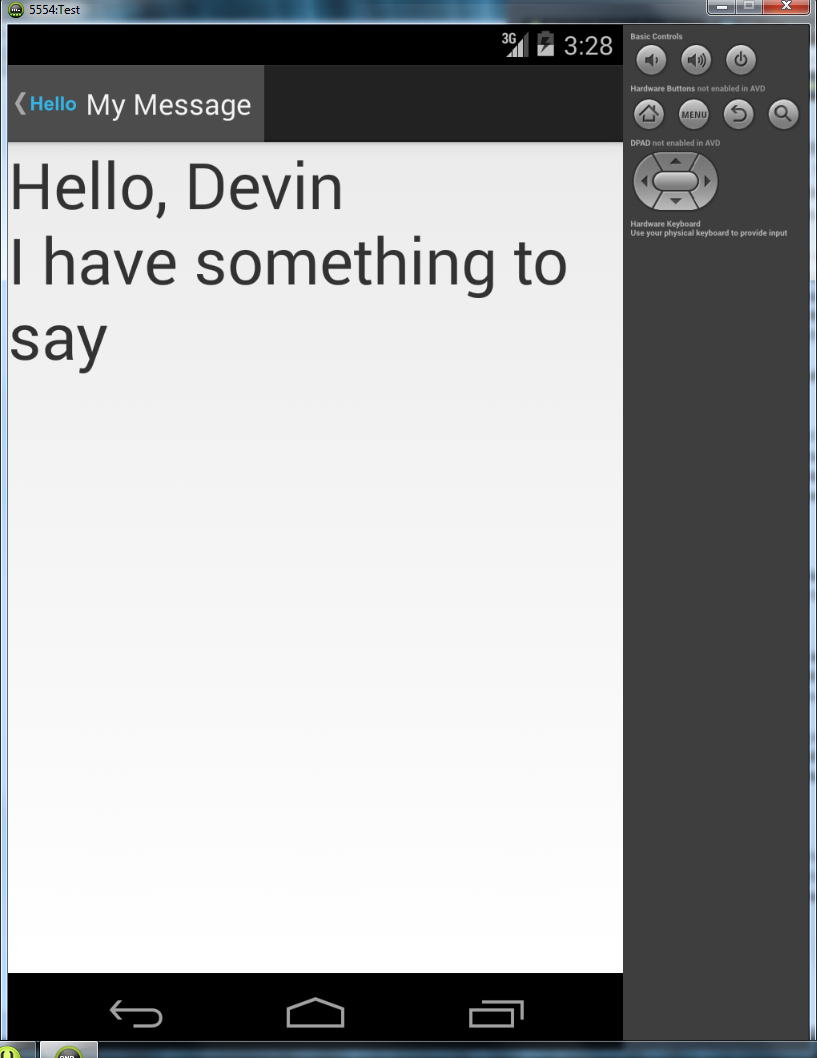 5554:Test
3G 3:28
Hello My Message
Hello, Devin
I have something to
say
Basic Controls
Hardware Buttons not enabled in AVD
MENU
DPAD not enabled in AVD
Hardware Keyboard
Use your physical keyboard to provide input